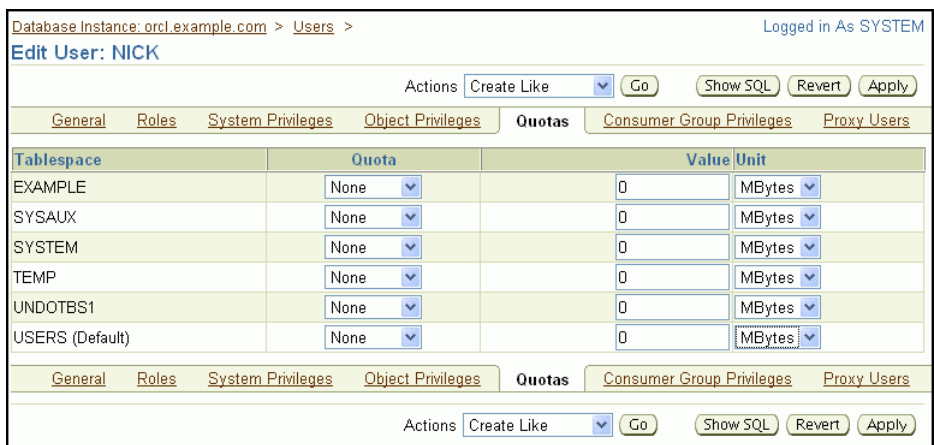 Database Instance: orcl.example.com > Users > Logged in As SYSTEM
Edit User: NICK
Actions Create Like Go Show SQL Revert Apply
General Roles System Privileges Object Privileges Quotas Consumer Group Privileges Proxy Users
Tablespace Quota Value Unit
EXAMPLE None 0 MBytes
SYSAUX None 0 MBytes
SYSTEM None 0 MBytes
TEMP None 0 MBytes
UNDOTBS1 None 0 MBytes
USERS (Default) None 0 MBytes
General Roles System Privileges Object Privileges Quotas Consumer Group Privileges Proxy Users
Actions Create Like Go Show SQL Revert Apply